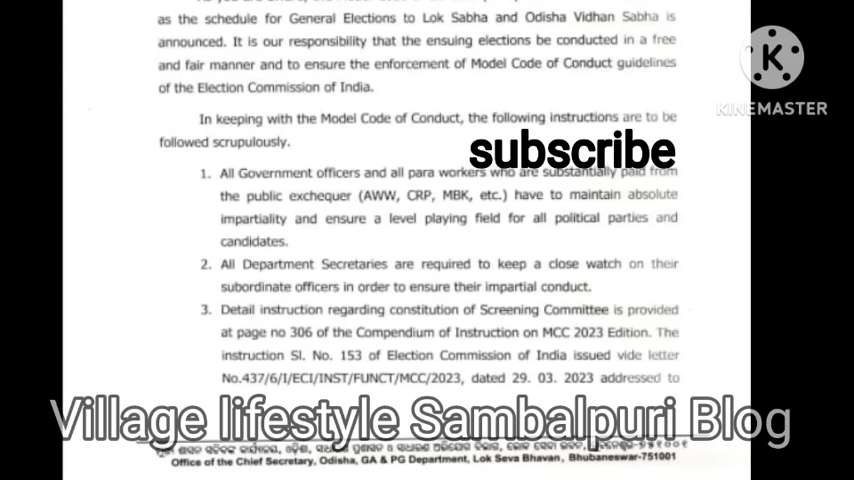 as the schedule for General Elections to Lok Sabha and Odisha Vidhan Sabha is
announced. It is our responsibility that the ensuing elections be conducted in a free
and fair manner and to ensure the enforcement of Model Code of Conduct guidelines
of the Election Commission of India.
KINEMASTER
In keeping with the Model Code of Conduct, the following instructions are to be
followed scrupulously.
subscribe
1. All Government officers and all para workers who are substantially paid from
the public exchequer (AWW, CRP, MBK, etc.) have to maintain absolute
impartiality and ensure a level playing field for all political parties and
candidates.
2. All Department Secretaries are required to keep a close watch on their
subordinate officers in order to ensure their impartial conduct.
3. Detail instruction regarding constitution of Screening Committee is provided
at page no 306 of the Compendium of Instruction on MCC 2023 Edition. The
instruction Sl. No. 153 of Election Commission of India issued vide letter
No.437/6/I/ECI/INST/FUNCT/MCC/2023, dated 29. 03. 2023 addressed to
Village lifestyle Sambalpuri Blog
ଶାସନ ସଚିବଙ୍କ କାର୍ଯ୍ୟାଳୟ, ଓଡ଼ିଶା, ପ୍ରଶାସନ ଓ ସାଧାରଣ ଅଭିଯୋଗ ବିଭାଗ, ଲୋକ ସେବା ଭବନ,
Office of the Chief Secretary, Odisha, GA & PG Department, Lok Seva Bhavan, Bhubaneswar-751001